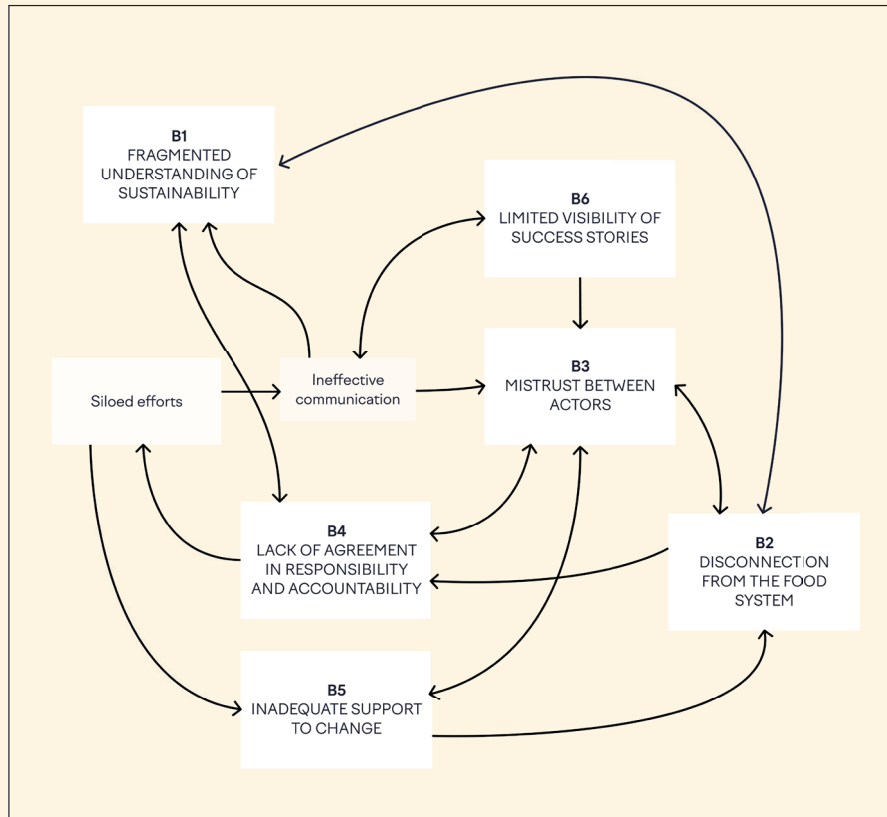 B1
FRAGMENTED
UNDERSTANDING OF
SUSTAINABILITY
B6
LIMITED VISIBILITY OF
SUCCESS STORIES
B3
MISTRUST BETWEEN
ACTORS
Siloed efforts
Ineffective
communication
B4
LACK OF AGREEMENT
IN RESPONSIBILITY
AND ACCOUNTABILITY
B2
DISCONNECTION
FROM THE FOOD
SYSTEM
B5
INADEQUATE SUPPORT
TO CHANGE